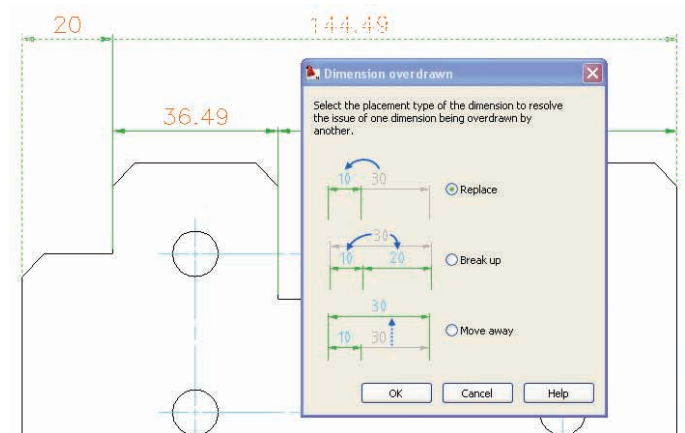 20
144.49
36.49
Dimension overdrawn
Select the placement type of the dimension to resolve
the issue of one dimension being overdrawn by
another.
10 30
Replace
30
10 20
Break up
30
10 30
Move away
OK Cancel Help